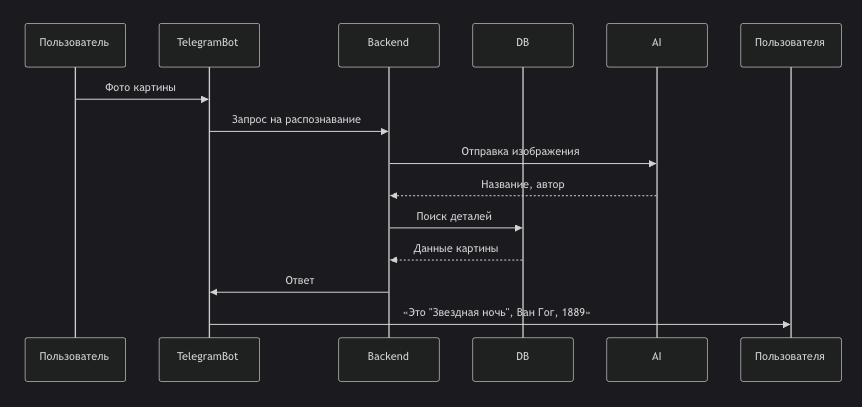 Пользователь TelegramBot Backend DB AI Пользователя
Фото картины
Запрос на распознавание
Отправка изображения
Название, автор
Поиск деталей
Данные картины
Ответ
«Это "Звездная ночь", Ван Гог, 1889»
Пользователь TelegramBot Backend DB AI Пользователя